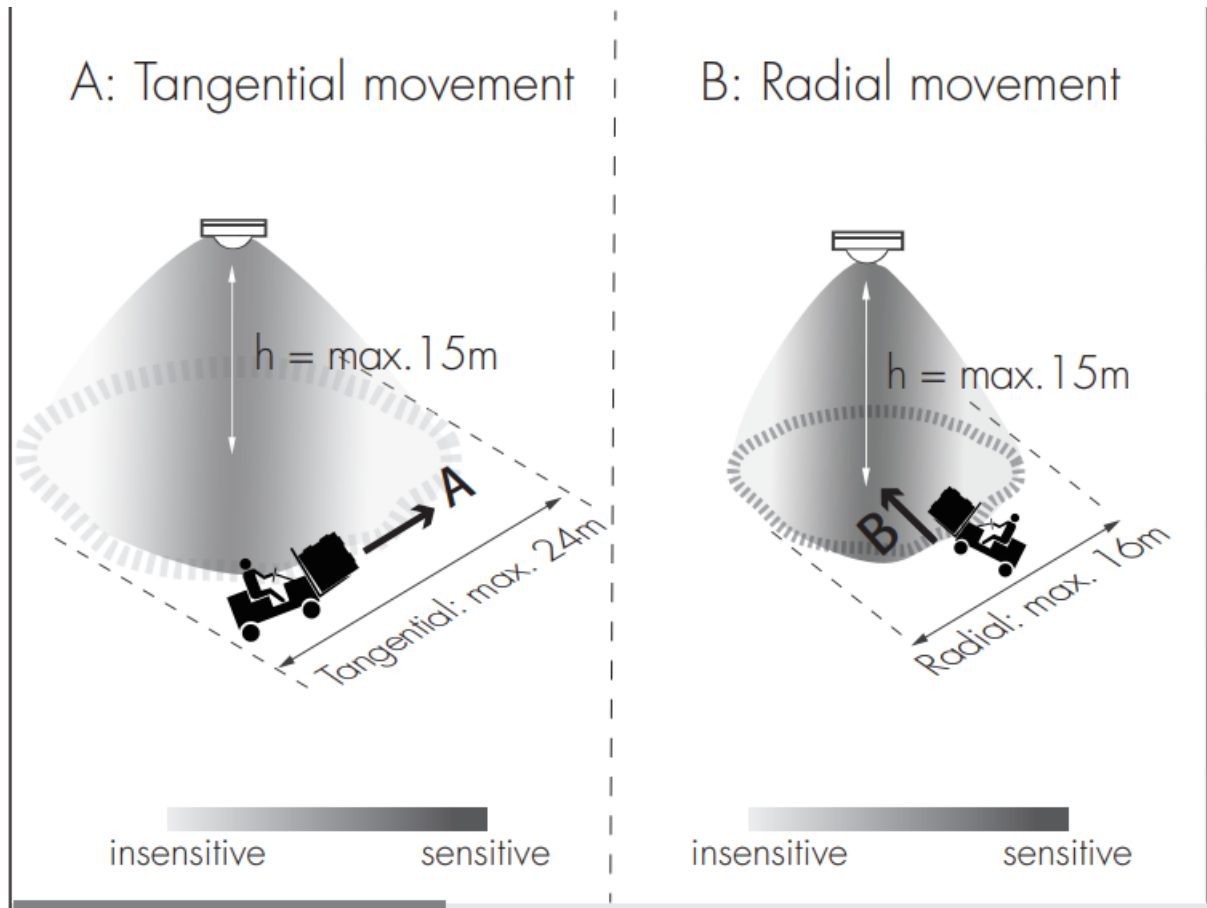 A: Tangential movement
h = max.15m
A
Tangential: max. 24m
insensitive
sensitive
B: Radial movement
h = max.15m
B
Radial: max. 16m
insensitive
sensitive